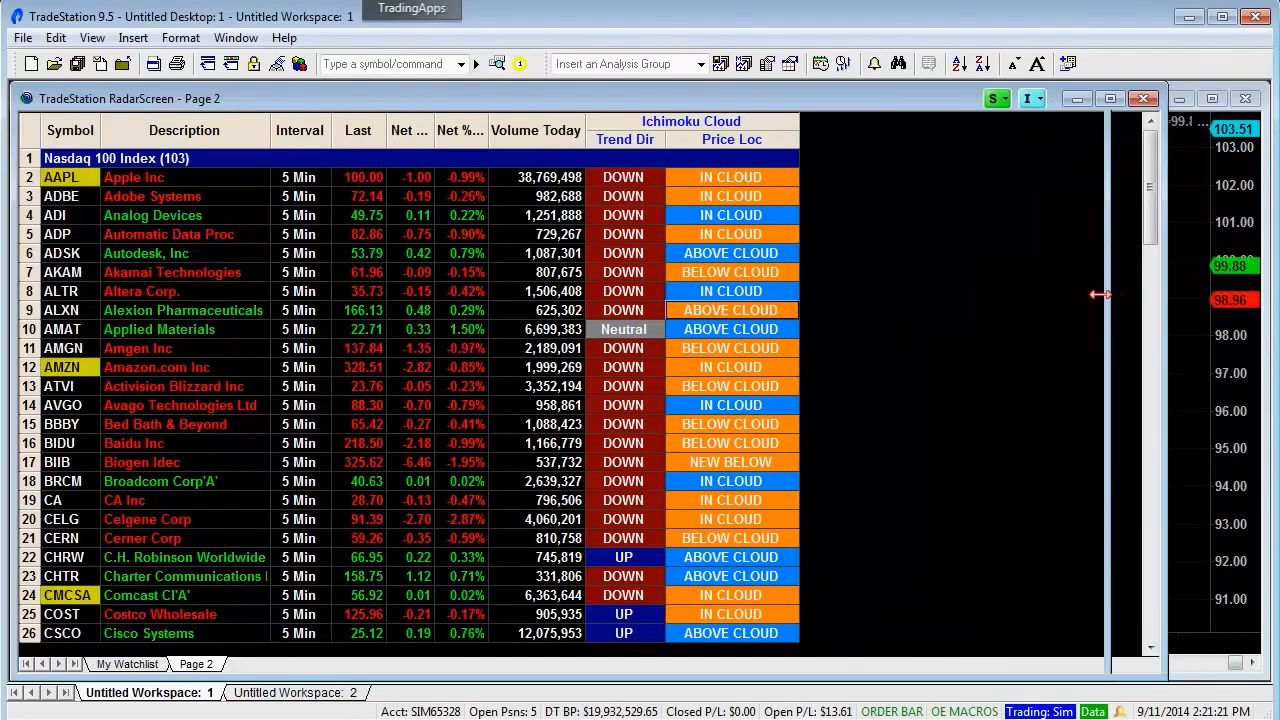 TradeStation 9.5 - Untitled Desktop: 1 - Untitled Workspace: 1
TradingApps
File Edit View Insert Format Window Help
Type a symbol/command
Insert an Analysis Group
TradeStation RadarScreen - Page 2
S
I
Symbol Description Interval Last Net ... Net %... Volume Today Ichimoku Cloud
Trend Dir Price Loc
1 Nasdaq 100 Index (103)
2 AAPL Apple Inc 5 Min 100.00 -1.00 -0.99% 38,769,498 DOWN IN CLOUD
3 ADBE Adobe Systems 5 Min 72.14 -0.19 -0.26% 982,688 DOWN IN CLOUD
4 ADI Analog Devices 5 Min 49.75 0.11 0.22% 1,251,888 DOWN IN CLOUD
5 ADP Automatic Data Proc 5 Min 82.86 -0.75 -0.90% 729,267 DOWN IN CLOUD
6 ADSK Autodesk, Inc 5 Min 53.79 0.42 0.79% 1,087,301 DOWN ABOVE CLOUD
7 AKAM Akamai Technologies 5 Min 61.96 -0.09 -0.15% 807,675 DOWN BELOW CLOUD
8 ALTR Altera Corp. 5 Min 35.73 -0.15 -0.42% 1,506,408 DOWN IN CLOUD
9 ALXN Alexion Pharmaceuticals 5 Min 166.13 0.48 0.29% 625,302 DOWN ABOVE CLOUD
10 AMAT Applied Materials 5 Min 22.71 0.33 1.50% 6,699,383 Neutral ABOVE CLOUD
11 AMGN Amgen Inc 5 Min 137.84 -1.35 -0.97% 2,189,091 DOWN BELOW CLOUD
12 AMZN Amazon.com Inc 5 Min 328.51 -2.82 -0.85% 1,999,269 DOWN IN CLOUD
13 ATVI Activision Blizzard Inc 5 Min 23.76 -0.05 -0.23% 3,352,194 DOWN BELOW CLOUD
14 AVGO Avago Technologies Ltd 5 Min 88.30 -0.70 -0.79% 958,861 DOWN IN CLOUD
15 BBBY Bed Bath & Beyond 5 Min 65.42 -0.27 -0.41% 1,088,423 DOWN BELOW CLOUD
16 BIDU Baidu Inc 5 Min 218.50 -2.18 -0.99% 1,166,779 DOWN BELOW CLOUD
17 BIIB Biogen Idec 5 Min 325.62 -6.46 -1.95% 537,732 DOWN NEW BELOW
18 BRCM Broadcom Corp'A' 5 Min 40.63 0.01 0.02% 2,639,327 DOWN IN CLOUD
19 CA CA Inc 5 Min 28.70 -0.13 -0.47% 796,506 DOWN IN CLOUD
20 CELG Celgene Corp 5 Min 91.39 -2.70 -2.87% 4,060,201 DOWN IN CLOUD
21 CERN Cerner Corp 5 Min 59.26 -0.35 -0.59% 810,758 DOWN BELOW CLOUD
22 CHRW C.H. Robinson Worldwide 5 Min 66.95 0.22 0.33% 745,819 UP ABOVE CLOUD
23 CHTR Charter Communications I 5 Min 158.75 1.12 0.71% 331,806 DOWN ABOVE CLOUD
24 CMCSA Comcast Cl'A' 5 Min 56.92 0.01 0.02% 6,363,644 DOWN IN CLOUD
25 COST Costco Wholesale 5 Min 125.96 -0.21 -0.17% 905,935 UP IN CLOUD
26 CSCO Cisco Systems 5 Min 25.12 0.19 0.76% 12,075,953 UP ABOVE CLOUD
103.51
103.00
102.00
101.00
99.88
98.96
98.00
97.00
96.00
95.00
94.00
93.00
92.00
91.00
My Watchlist Page 2
Untitled Workspace: 1 Untitled Workspace: 2
Acct: SIM65328 Open Psns: 5 DT BP: $19,932,529.65 Closed P/L: $0.00 Open P/L: $13.61 ORDER BAR OE MACROS Trading: Sim Data 9/11/2014 2:21:21 PM